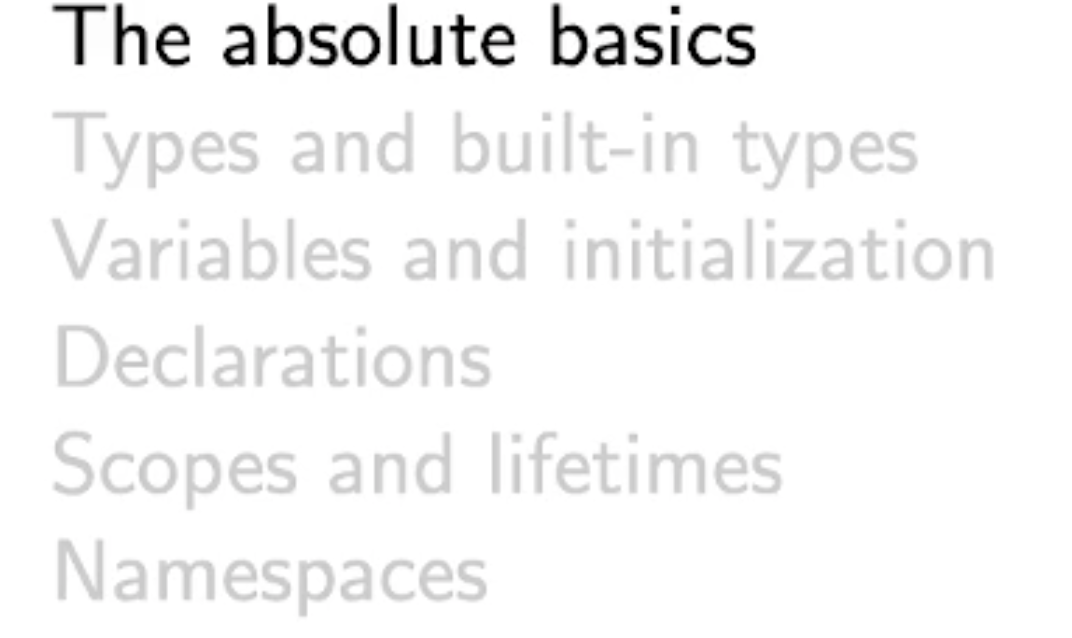 The absolute basics
Types and built-in types
Variables and initialization
Declarations
Scopes and lifetimes
Namespaces